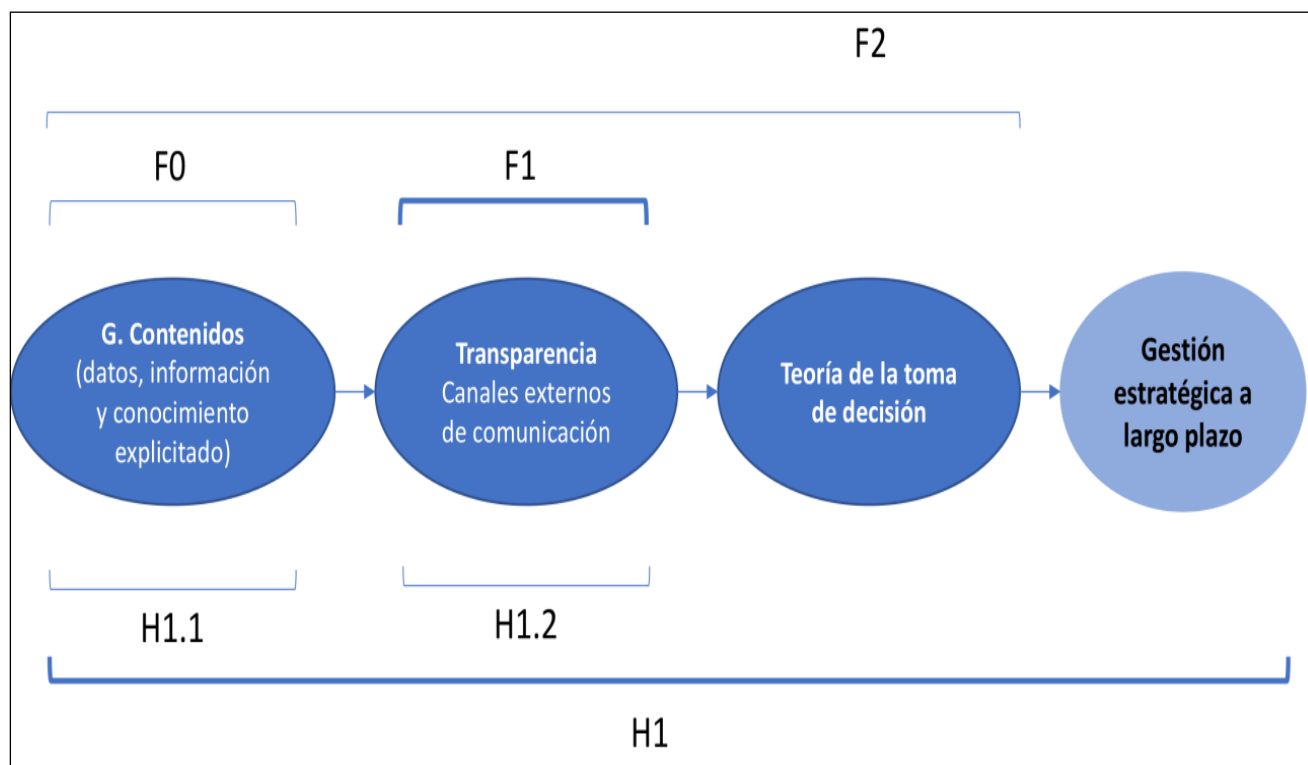 F2
F0
F1
G. Contenidos
(datos, información
y conocimiento
explicitado)
Transparencia
Canales externos
de comunicación
Teoría de la toma
de decisión
Gestión
estratégica a
largo plazo
H1.1
H1.2
H1